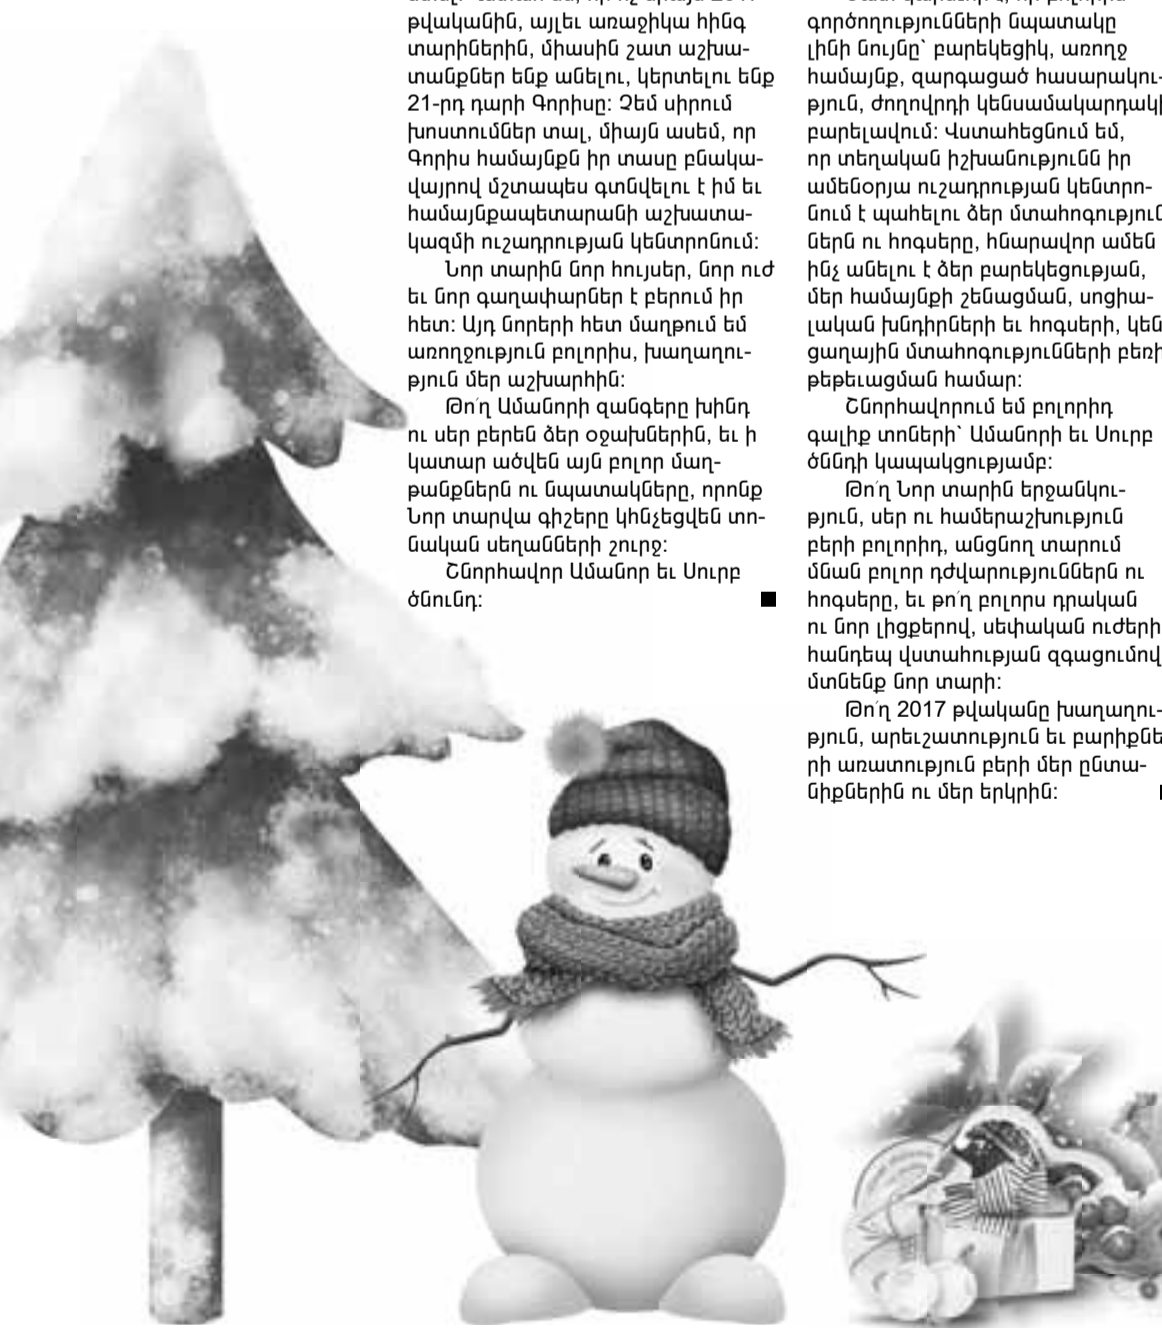 թվականին, այլեւ առաջիկա հինգ
տարիներին, միասին շատ աշխա-
տանքներ ենք անելու, կերտելու ենք
21-րդ դարի Գորիսը: Չեմ սիրում
խոստումներ տալ, միայն ասեմ, որ
Գորիս համայնքն իր տասը բնակա-
վայրով մշտապես գտնվելու է իմ եւ
համայնքապետարանի աշխատա-
կազմի ուշադրության կենտրոնում:
Նոր տարին նոր հույսեր, նոր ուժ
եւ նոր գաղափարներ է բերում իր
հետ: Այդ նորերի հետ մաղթում եմ
առողջություն բոլորիս, խաղաղու-
թյուն մեր աշխարհին:
Թո՛ղ Ամանորի զանգերը խինդ
ու սեր բերեն ձեր օջախներին, եւ ի
կատար ածվեն այն բոլոր մաղ-
թանքներն ու նպատակները, որոնք
Նոր տարվա գիշերը կհնչեցվեն տո-
նական սեղանների շուրջ:
Շնորհավոր Ամանոր եւ Սուրբ
ծնունդ:
գործողությունների նպատակը
լինի նույնը՝ բարեկեցիկ, առողջ
համայնք, զարգացած հասարակու-
թյուն, ժողովրդի կենսամակարդակի
բարելավում: Վստահեցնում եմ,
որ տեղական իշխանությունն իր
ամենօրյա ուշադրության կենտրո-
նում է պահելու ձեր մտահոգություն
ներն ու հոգսերը, հնարավոր ամեն
ինչ անելու է ձեր բարեկեցության,
մեր համայնքի շենացման, սոցիա-
լական խնդիրների եւ հոգսերի, կեն
ցաղային մտահոգությունների բեռի
թեթեւացման համար:
Շնորհավորում եմ բոլորիդ
գալիք տոների՝ Ամանորի եւ Սուրբ
ծննդի կապակցությամբ:
Թո՛ղ Նոր տարին երջանկու-
թյուն, սեր ու համերաշխություն
բերի բոլորիդ, անցնող տարում
մնան բոլոր դժվարություններն ու
հոգսերը, եւ թո՛ղ բոլորս դրական
ու նոր լիցքերով, սեփական ուժերի
հանդեպ վստահության զգացումով
մտնենք նոր տարի:
Թո՛ղ 2017 թվականը խաղաղու-
թյուն, արեւշատություն եւ բարիքնե
րի առատություն բերի մեր ընտա-
նիքներին ու մեր երկրին: